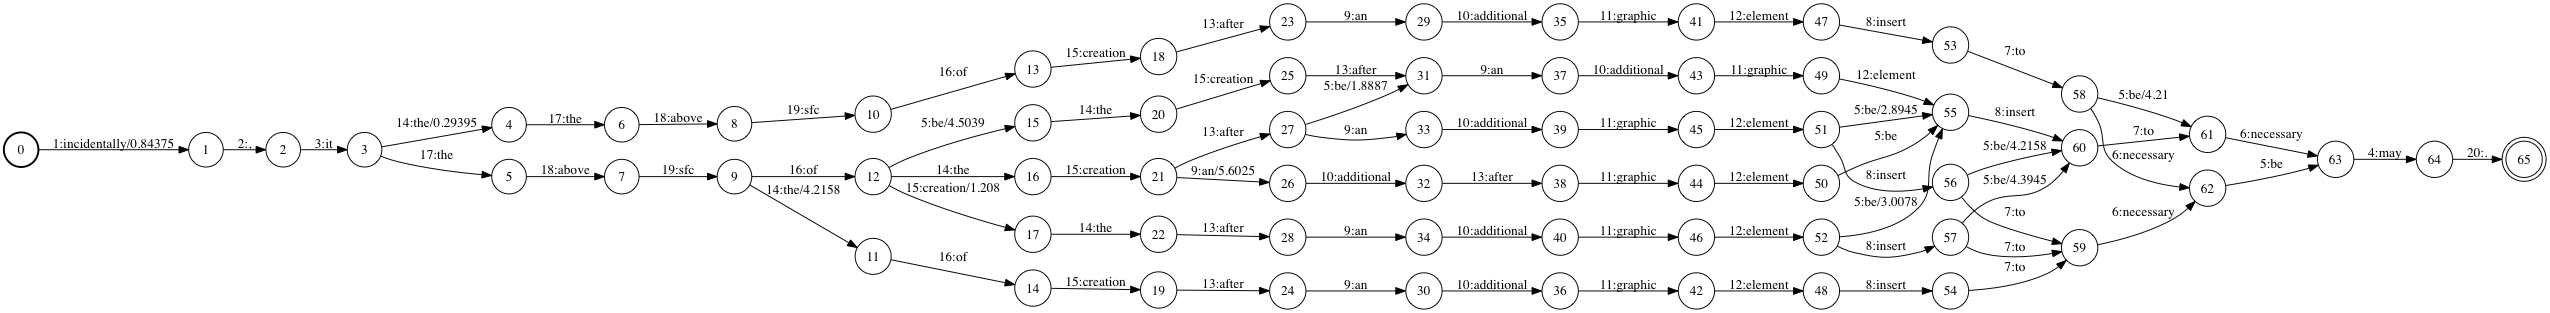 0 1:incidentally/0.84375 1 2:, 2 3:it 3
14:the/0.29395 4 17:the 6 18:above 8 19:sfc 10 16:of 13 15:creation 18 13:after 23 9:an 29 10:additional 35 11:graphic 41 12:element 47 8:insert 53 7:to 58
17:the 5 18:above 7 19:sfc 9 16:of 12
5:be/4.5039 15 14:the 20 15:creation 25 13:after 31 9:an 37 10:additional 43 11:graphic 49 12:element 55 8:insert 60
14:the 16 15:creation 21
13:after 27 5:be/1.8887
9:an 33 10:additional 39 11:graphic 45 12:element 51 5:be/2.8945
8:insert 56 5:be/4.2158
7:to
9:an/5.6025 26 10:additional 32 13:after 38 11:graphic 44 12:element 50 5:be
15:creation/1.208 17 14:the 22 13:after 28 9:an 34 10:additional 40 11:graphic 46 12:element 52 5:be/3.0078
8:insert 57 5:be/4.3945
7:to
14:the/4.2158 11 16:of 14 15:creation 19 13:after 24 9:an 30 10:additional 36 11:graphic 42 12:element 48 8:insert 54 7:to 59
5:be/4.21 61 6:necessary 63 4:may 64 20:. 65
7:to
6:necessary 62 5:be
6:necessary